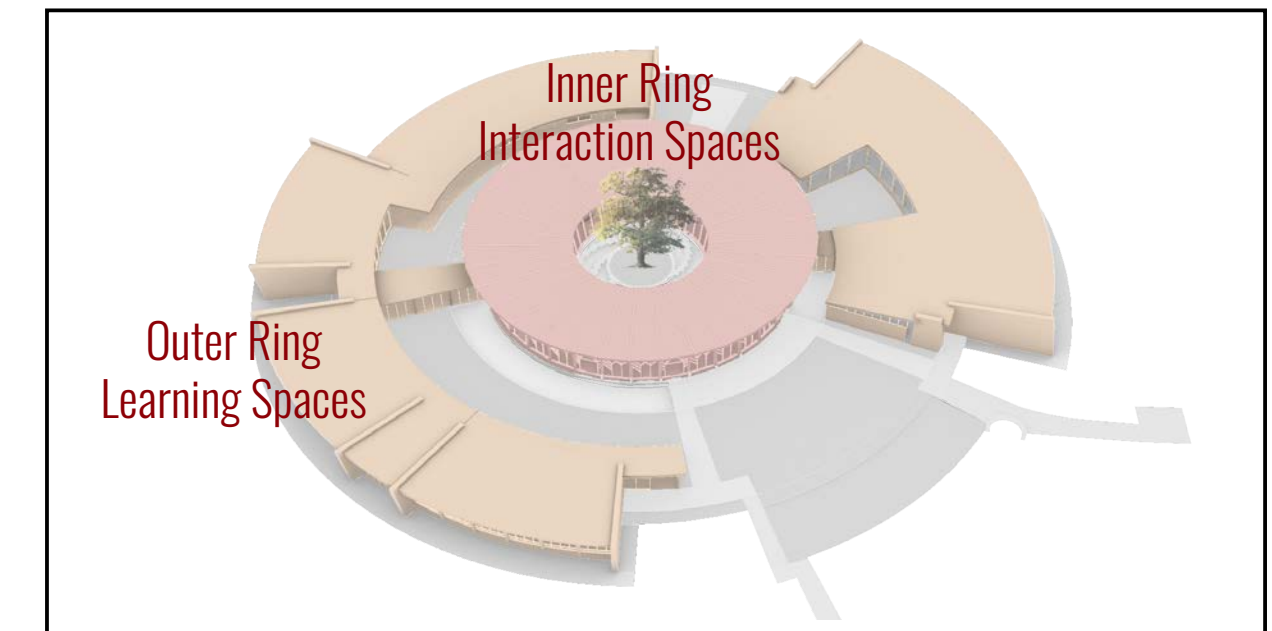 Inner Ring
Interaction Spaces
Outer Ring
Learning Spaces